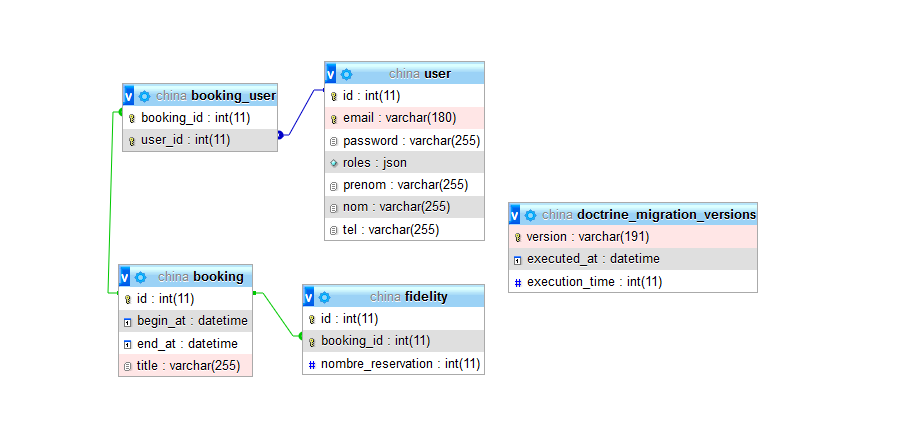 china booking_user
booking_id : int(11)
user_id : int(11)
china user
id : int(11)
email : varchar(180)
password : varchar(255)
roles : json
prenom : varchar(255)
nom : varchar(255)
tel : varchar(255)
china doctrine_migration_versions
version : varchar(191)
executed_at : datetime
execution_time : int(11)
china booking
id : int(11)
begin_at : datetime
end_at : datetime
title : varchar(255)
china fidelity
id : int(11)
booking_id : int(11)
nombre_reservation : int(11)